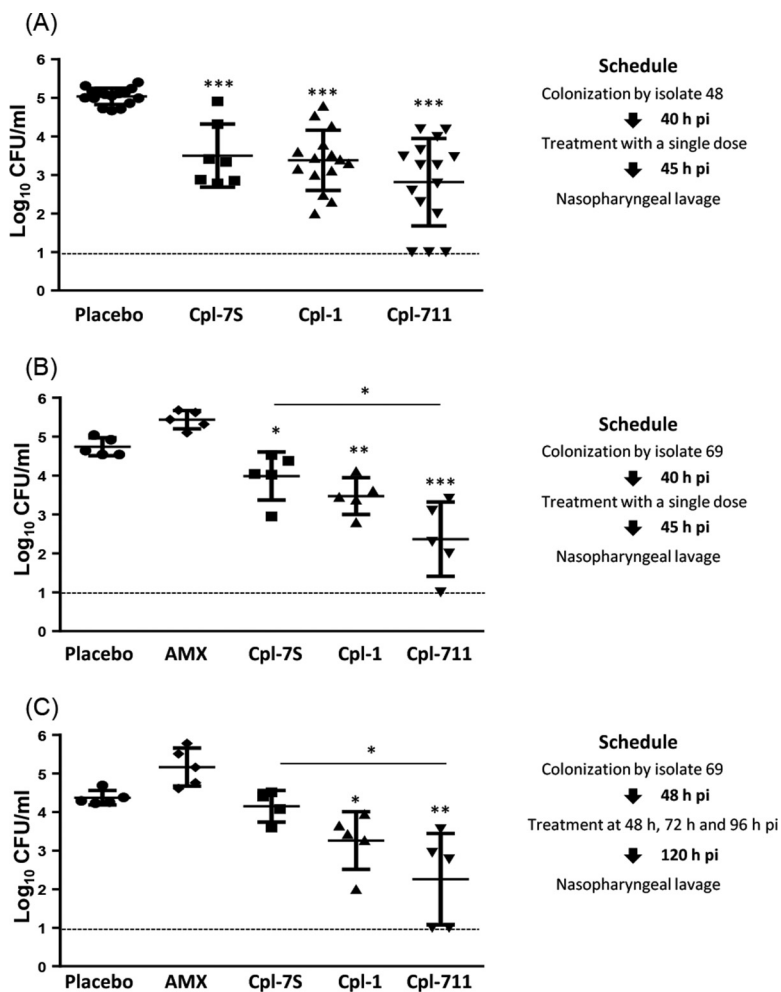 (A)
Log10 CFU/ml
6
5
4
3
2
1
0
***
***
***
Placebo Cpl-7S Cpl-1 Cpl-711
Schedule
Colonization by isolate 48
40 h pi
Treatment with a single dose
45 h pi
Nasopharyngeal lavage
(B)
Log10 CFU/ml
6
5
4
3
2
1
0
*
*
**
***
Placebo AMX Cpl-7S Cpl-1 Cpl-711
Schedule
Colonization by isolate 69
40 h pi
Treatment with a single dose
45 h pi
Nasopharyngeal lavage
(C)
Log10 CFU/ml
6
5
4
3
2
1
0
*
*
**
Placebo AMX Cpl-7S Cpl-1 Cpl-711
Schedule
Colonization by isolate 69
48 h pi
Treatment at 48 h, 72 h and 96 h pi
120 h pi
Nasopharyngeal lavage